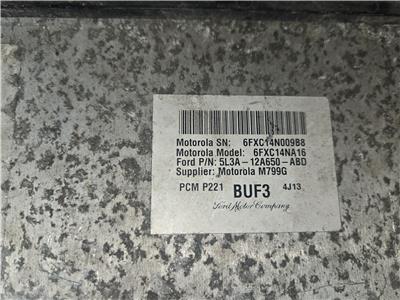 Motorola SN: 6FXC14N009B8
Motorola Model: 6FXC14NA16
Ford P/N: 5L3A-12A650-ABD
Supplier: Motorola M799G
PCM P221 BUF3 4J13
Ford Motor Company